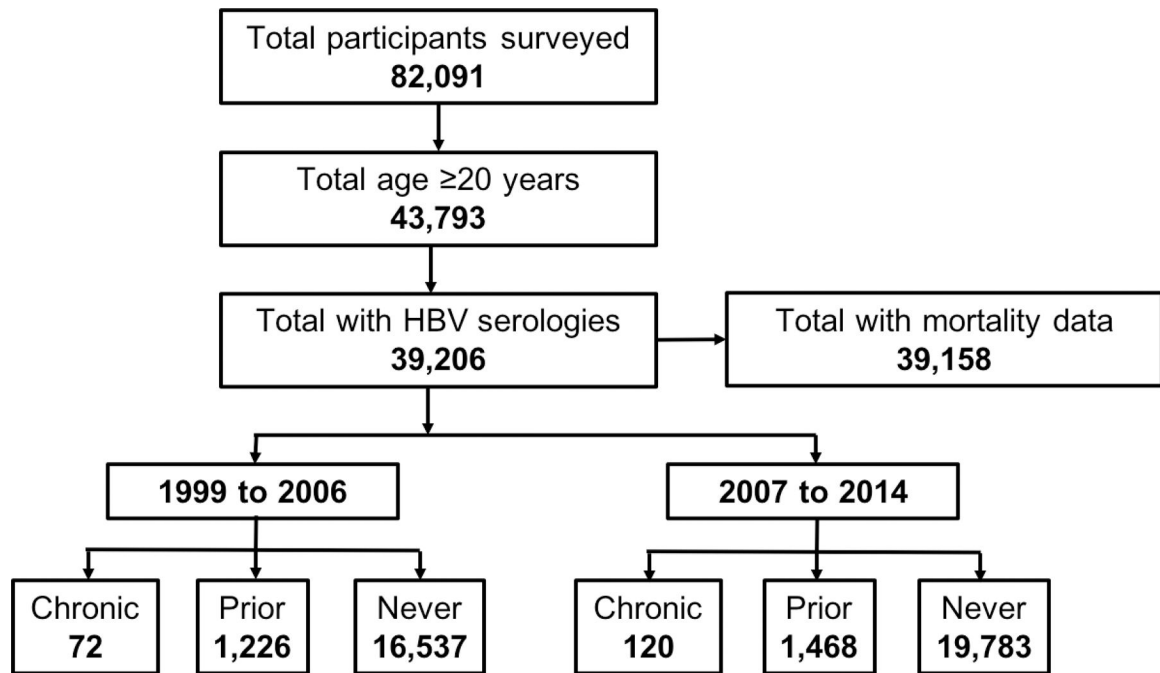 Total participants surveyed
82,091
Total age ≥20 years
43,793
Total with HBV serologies
39,206
Total with mortality data
39,158
1999 to 2006
2007 to 2014
Chronic
72
Prior
1,226
Never
16,537
Chronic
120
Prior
1,468
Never
19,783